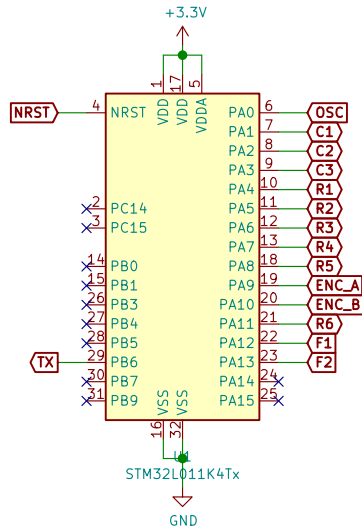 +3.3V
1 17 5
VDD VDD VDDA
NRST 4 NRST PA0 6 OSC
PA1 7 C1
PA2 8 C2
PA3 9 C3
PA4 10 R1
2 PC14 PA5 11 R2
3 PC15 PA6 12 R3
PA7 13 R4
14 PB0 PA8 18 R5
15 PB1 PA9 19 ENC_A
26 PB3 PA10 20 ENC_B
27 PB4 PA11 21 R6
28 PB5 PA12 22 F1
TX 29 PB6 PA13 23 F2
30 PB7 PA14 24
31 PB9 PA15 25
VSS VSS
16 32
U1
STM32L011K4Tx
GND